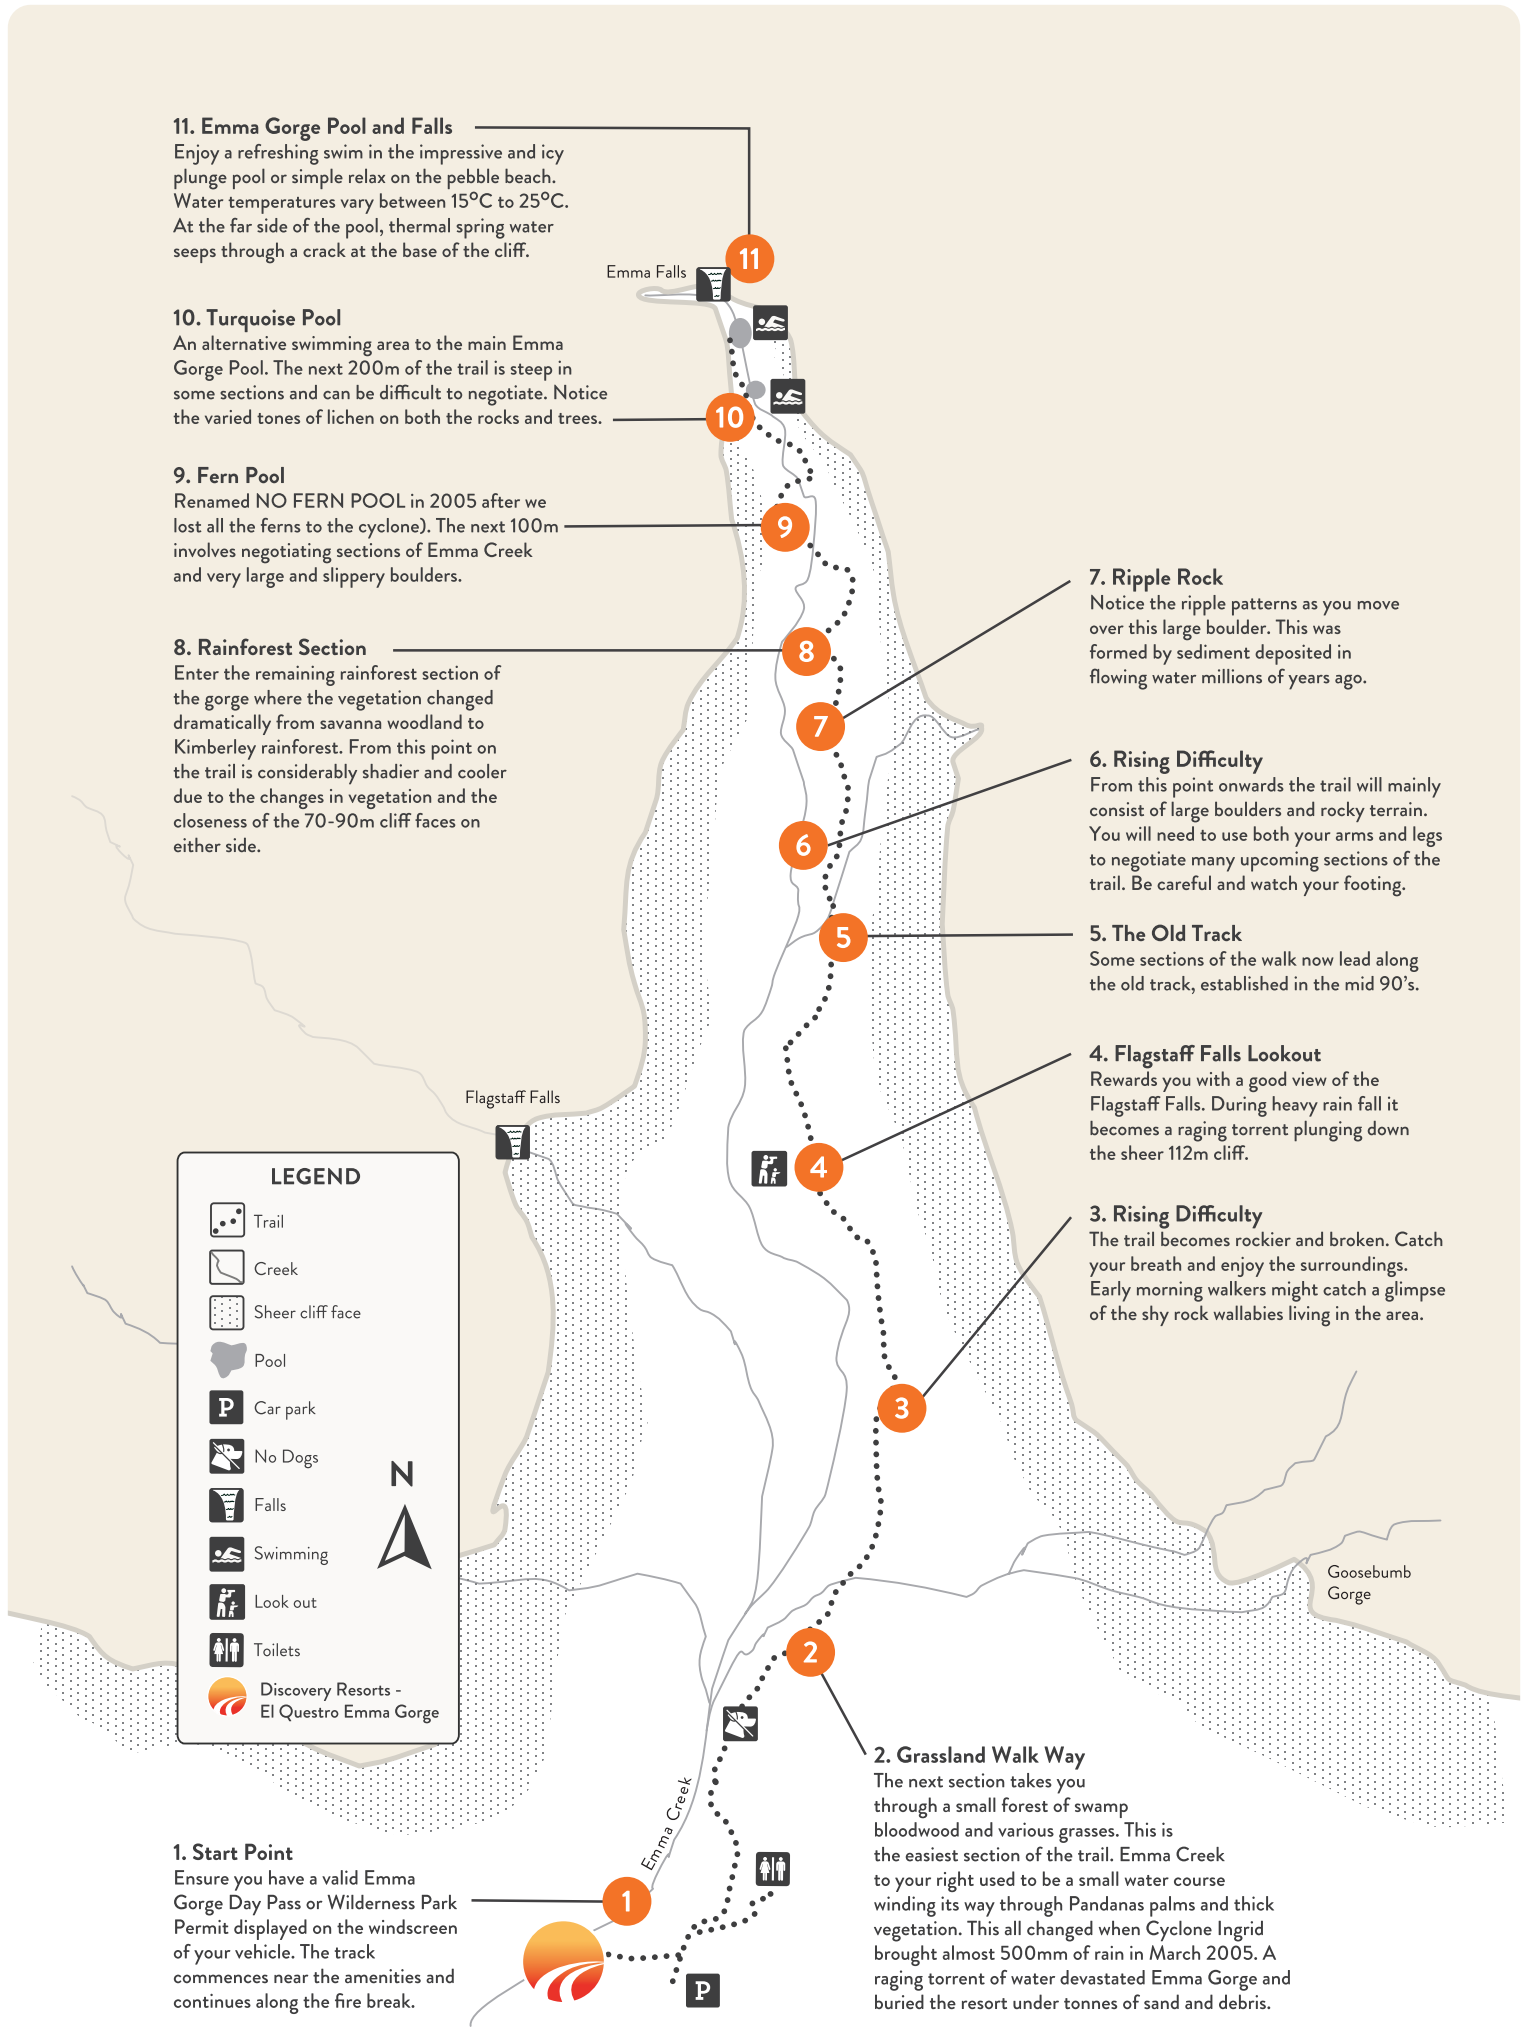 11. Emma Gorge Pool and Falls
Enjoy a refreshing swim in the impressive and icy
plunge pool or simple relax on the pebble beach.
Water temperatures vary between 15ºC to 25ºC.
At the far side of the pool, thermal spring water
seeps through a crack at the base of the cliff.
11
Emma Falls
10. Turquoise Pool
An alternative swimming area to the main Emma
Gorge Pool. The next 200m of the trail is steep in
some sections and can be difficult to negotiate. Notice
the varied tones of lichen on both the rocks and trees.
10
9. Fern Pool
Renamed NO FERN POOL in 2005 after we
lost all the ferns to the cyclone). The next 100m
involves negotiating sections of Emma Creek
and very large and slippery boulders.
9
8. Rainforest Section
Enter the remaining rainforest section of
the gorge where the vegetation changed
dramatically from savanna woodland to
Kimberley rainforest. From this point on
the trail is considerably shadier and cooler
due to the changes in vegetation and the
closeness of the 70-90m cliff faces on
either side.
8
7. Ripple Rock
Notice the ripple patterns as you move
over this large boulder. This was
formed by sediment deposited in
flowing water millions of years ago.
7
6. Rising Difficulty
From this point onwards the trail will mainly
consist of large boulders and rocky terrain.
You will need to use both your arms and legs
to negotiate many upcoming sections of the
trail. Be careful and watch your footing.
6
5. The Old Track
Some sections of the walk now lead along
the old track, established in the mid 90's.
5
4. Flagstaff Falls Lookout
Rewards you with a good view of the
Flagstaff Falls. During heavy rain fall it
becomes a raging torrent plunging down
the sheer 112m cliff.
4
Flagstaff Falls
3. Rising Difficulty
The trail becomes rockier and broken. Catch
your breath and enjoy the surroundings.
Early morning walkers might catch a glimpse
of the shy rock wallabies living in the area.
3
LEGEND
Trail
Creek
Sheer cliff face
Pool
P
Car park
No Dogs
Falls
Swimming
Look out
Toilets
Discovery Resorts -
El Questro Emma Gorge
N
Goosebumb
Gorge
2
2. Grassland Walk Way
The next section takes you
through a small forest of swamp
bloodwood and various grasses. This is
the easiest section of the trail. Emma Creek
to your right used to be a small water course
winding its way through Pandanas palms and thick
vegetation. This all changed when Cyclone Ingrid
brought almost 500mm of rain in March 2005. A
raging torrent of water devastated Emma Gorge and
buried the resort under tonnes of sand and debris.
Emma Creek
1. Start Point
Ensure you have a valid Emma
Gorge Day Pass or Wilderness Park
Permit displayed on the windscreen
of your vehicle. The track
commences near the amenities and
continues along the fire break.
1
P